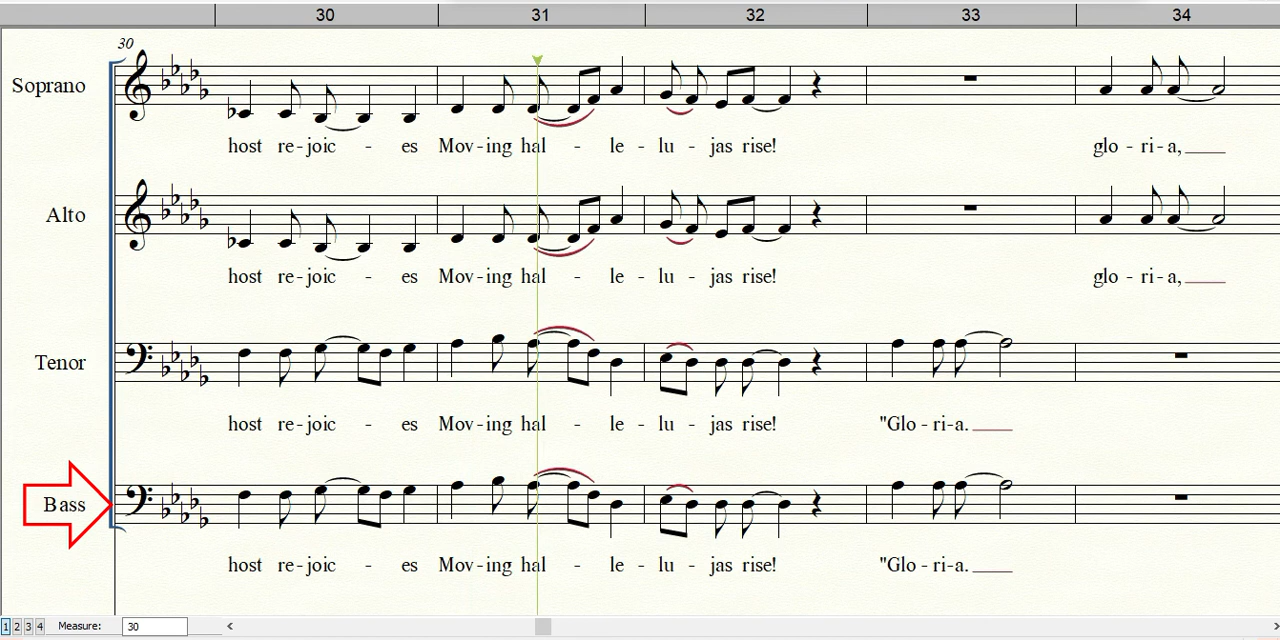 30 31 32 33 34
30
Soprano
host re - joic - es Mov - ing hal - le - lu - jas rise! glo - ri - a,
Alto
host re - joic - es Mov - ing hal - le - lu - jas rise! glo - ri - a,
Tenor
host re - joic - es Mov - ing hal - le - lu - jas rise! "Glo - ri - a.
Bass
host re - joic - es Mov - ing hal - le - lu - jas rise! "Glo - ri - a.
1 2 3 4 Measure: 30